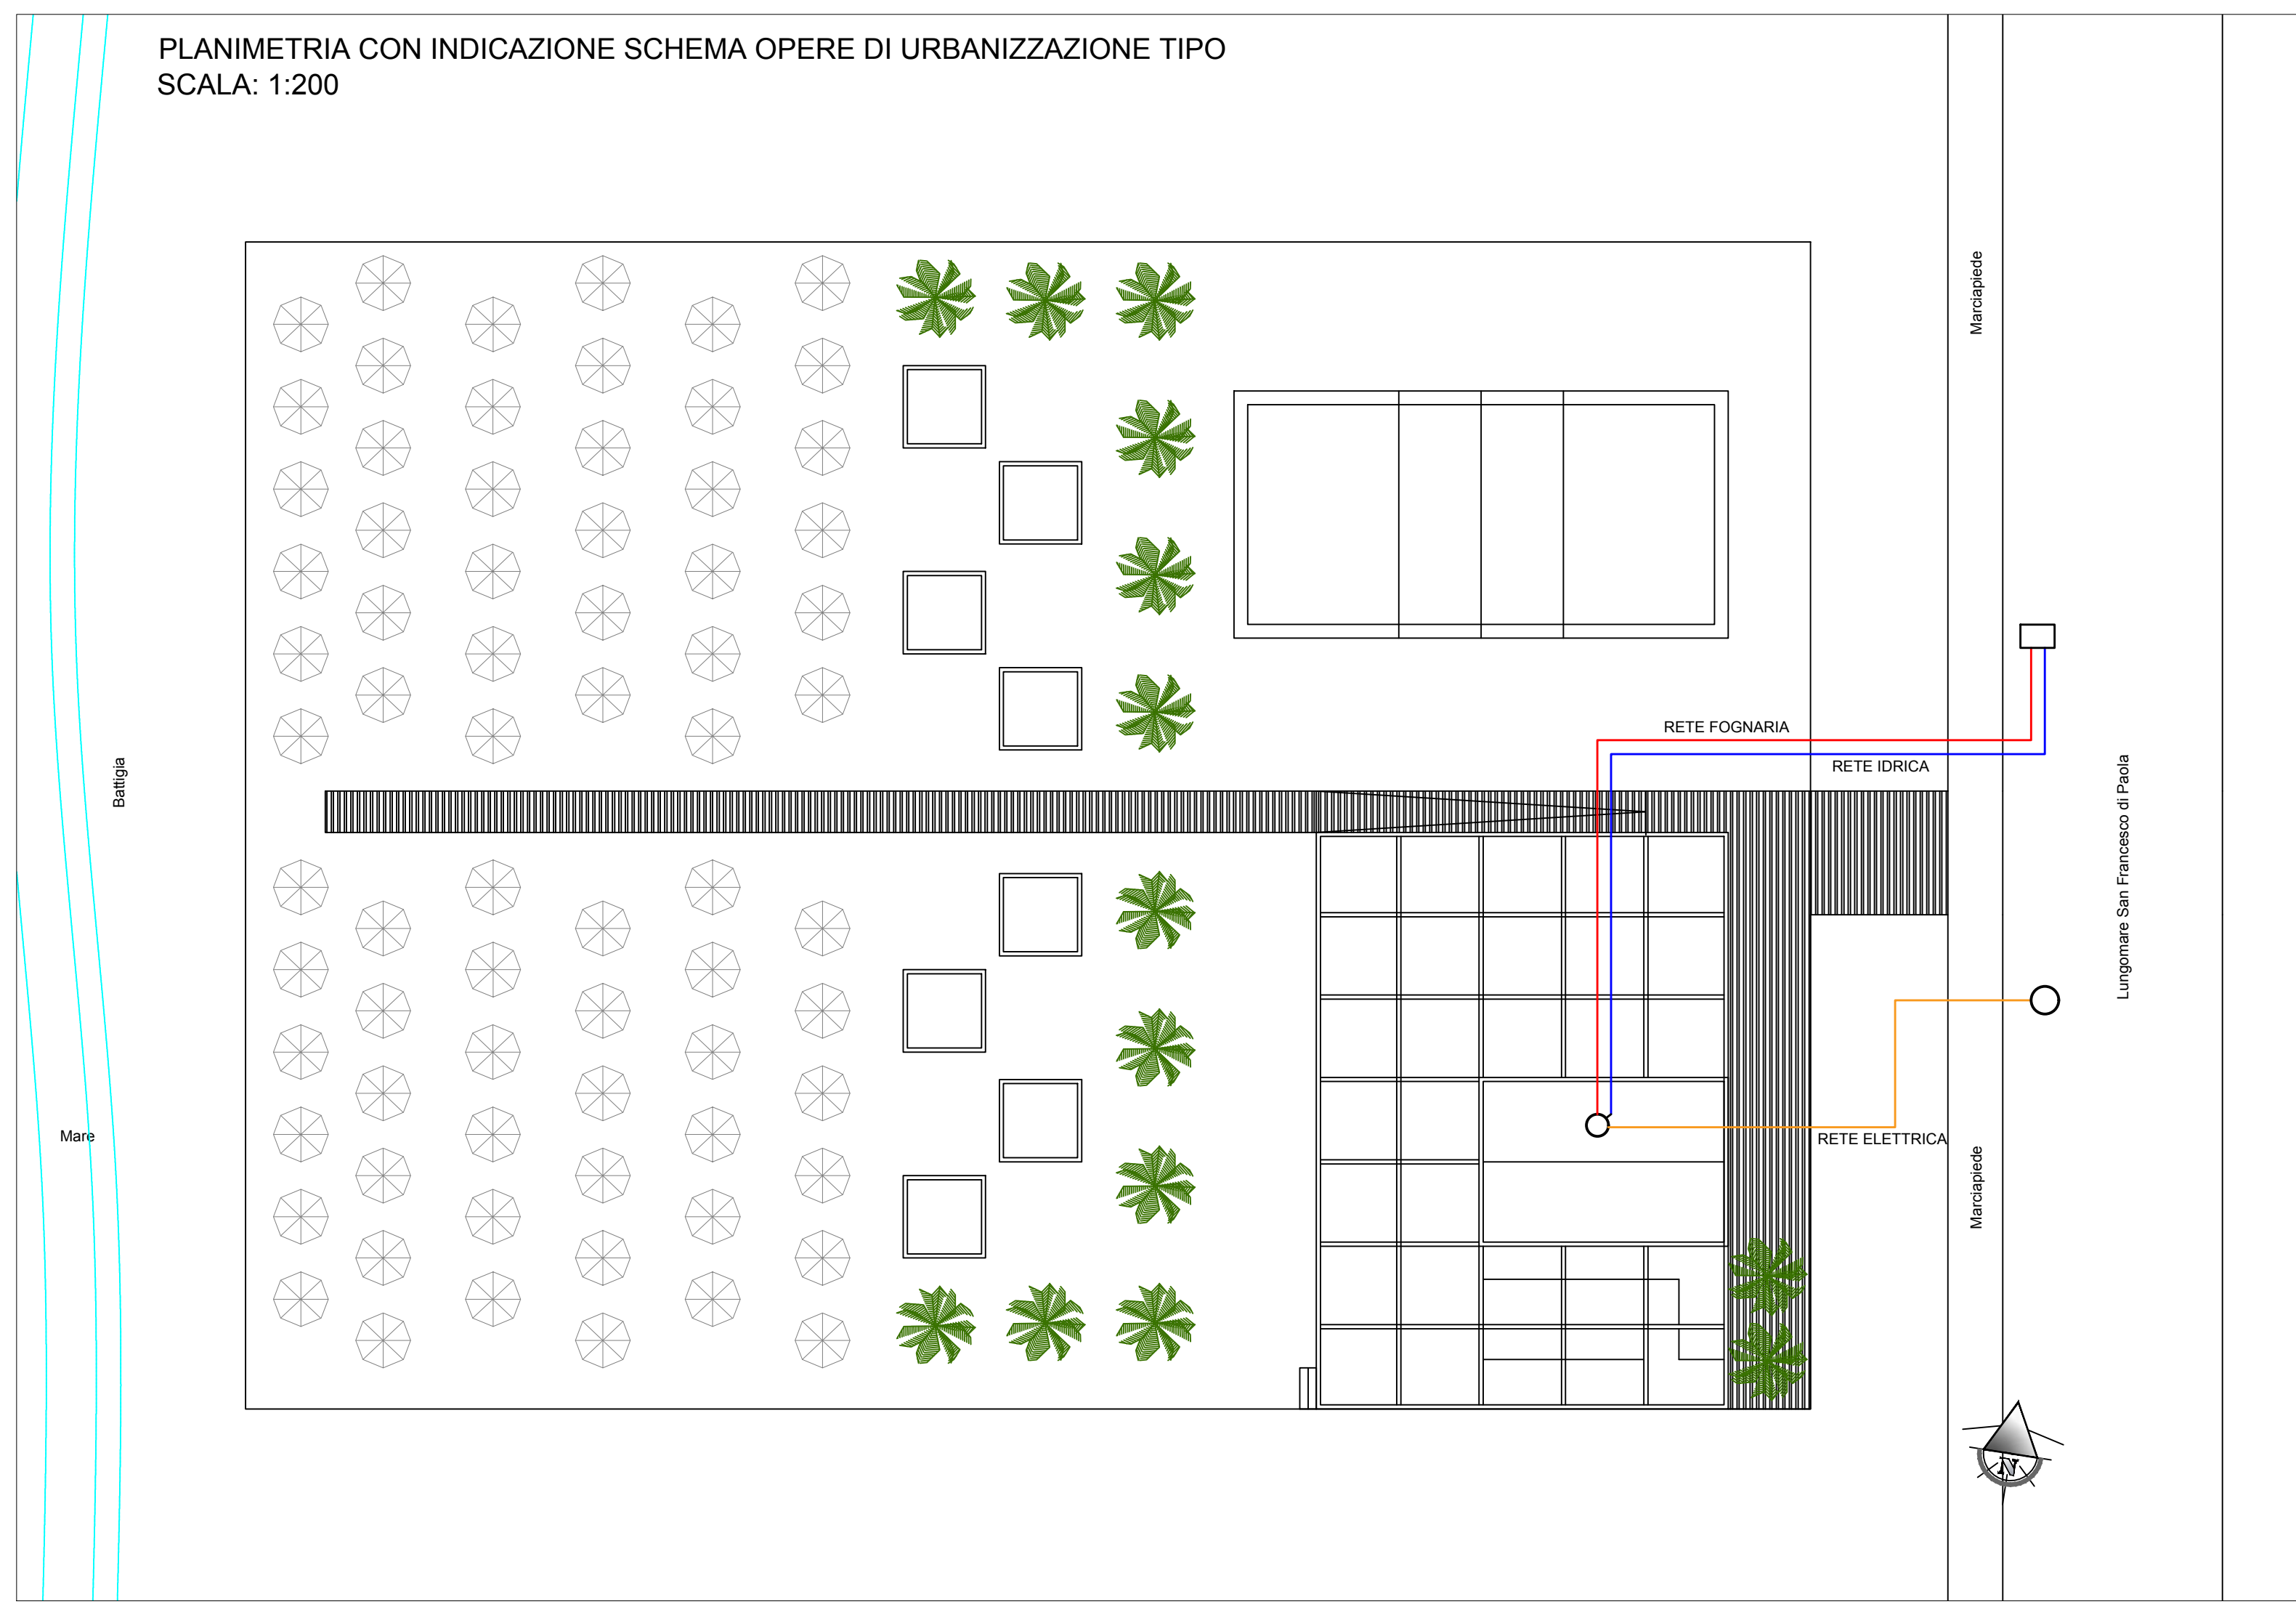 PLANIMETRIA CON INDICAZIONE SCHEMA OPERE DI URBANIZZAZIONE TIPO
SCALA: 1:200
Marciapiede
RETE FOGNARIA
RETE IDRICA
Battigia
Lungomare San Francesco di Paola
Mare
RETE ELETTRICA
Marciapiede
N